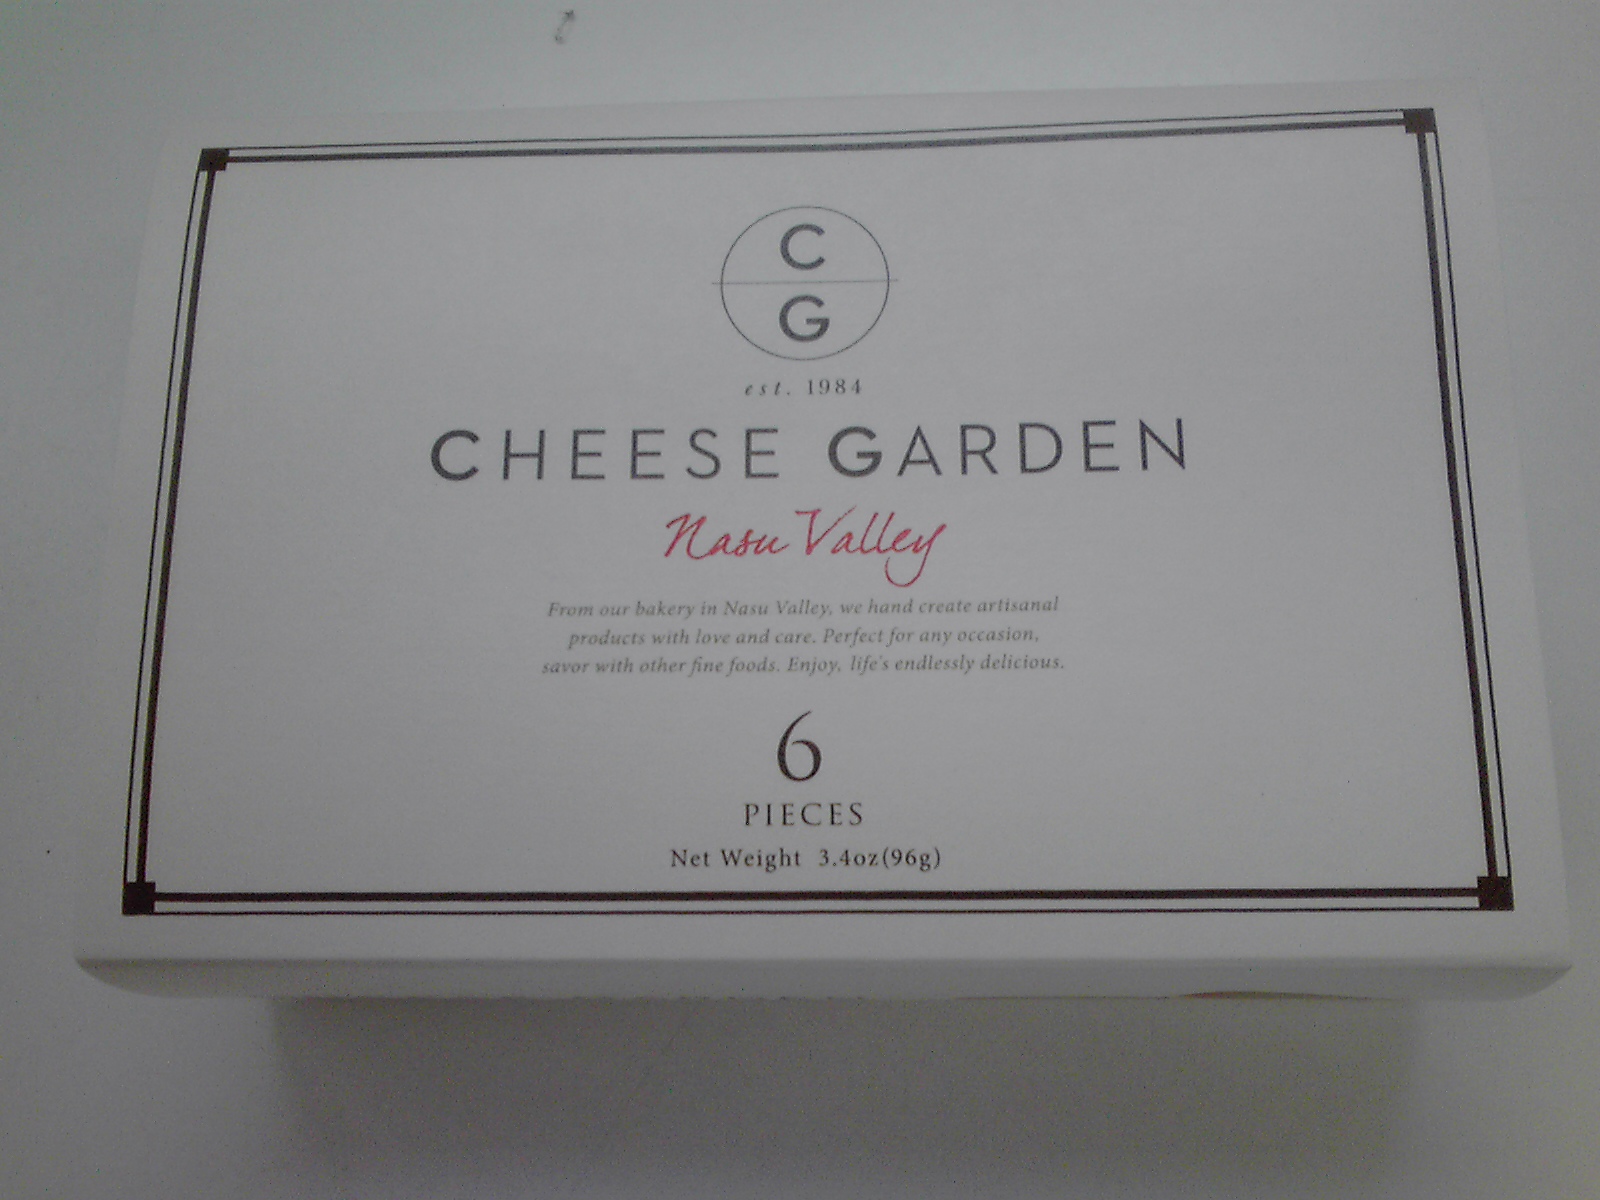 C
G
est. 1984
CHEESE GARDEN
Nasu Valley
From our bakery in Nasu Valley, we hand create artisanal
products with love and care. Perfect for any occasion,
savor with other fine foods. Enjoy, life's endlessly delicious.
6
PIECES
Net Weight 3.4oz(96g)